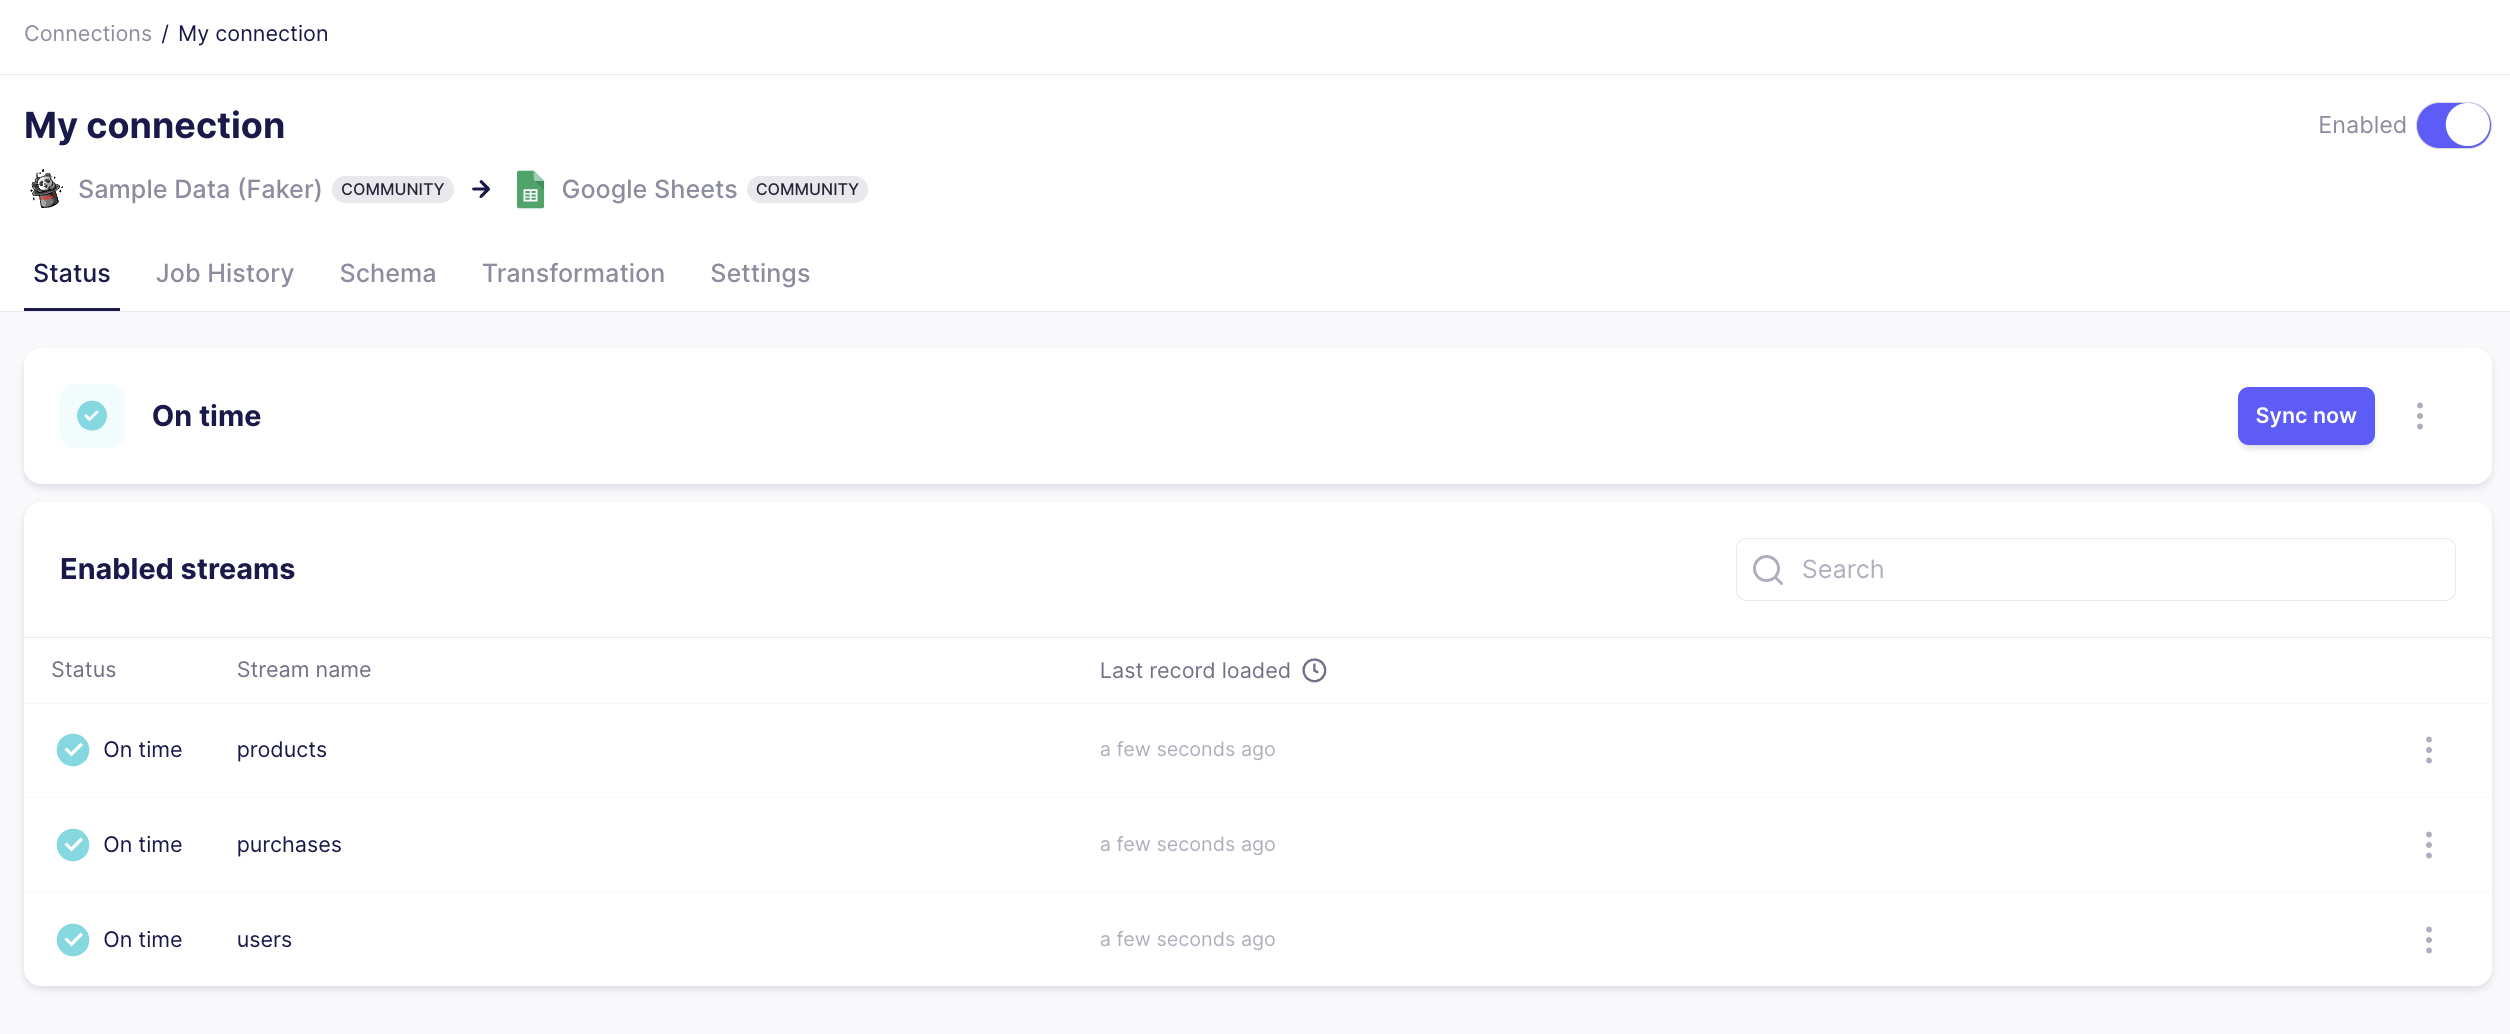 Connections / My connection
My connection
Enabled
Sample Data (Faker) COMMUNITY → Google Sheets COMMUNITY
Status Job History Schema Transformation Settings
On time
Sync now
Enabled streams
Search
Status Stream name Last record loaded
On time products a few seconds ago
On time purchases a few seconds ago
On time users a few seconds ago